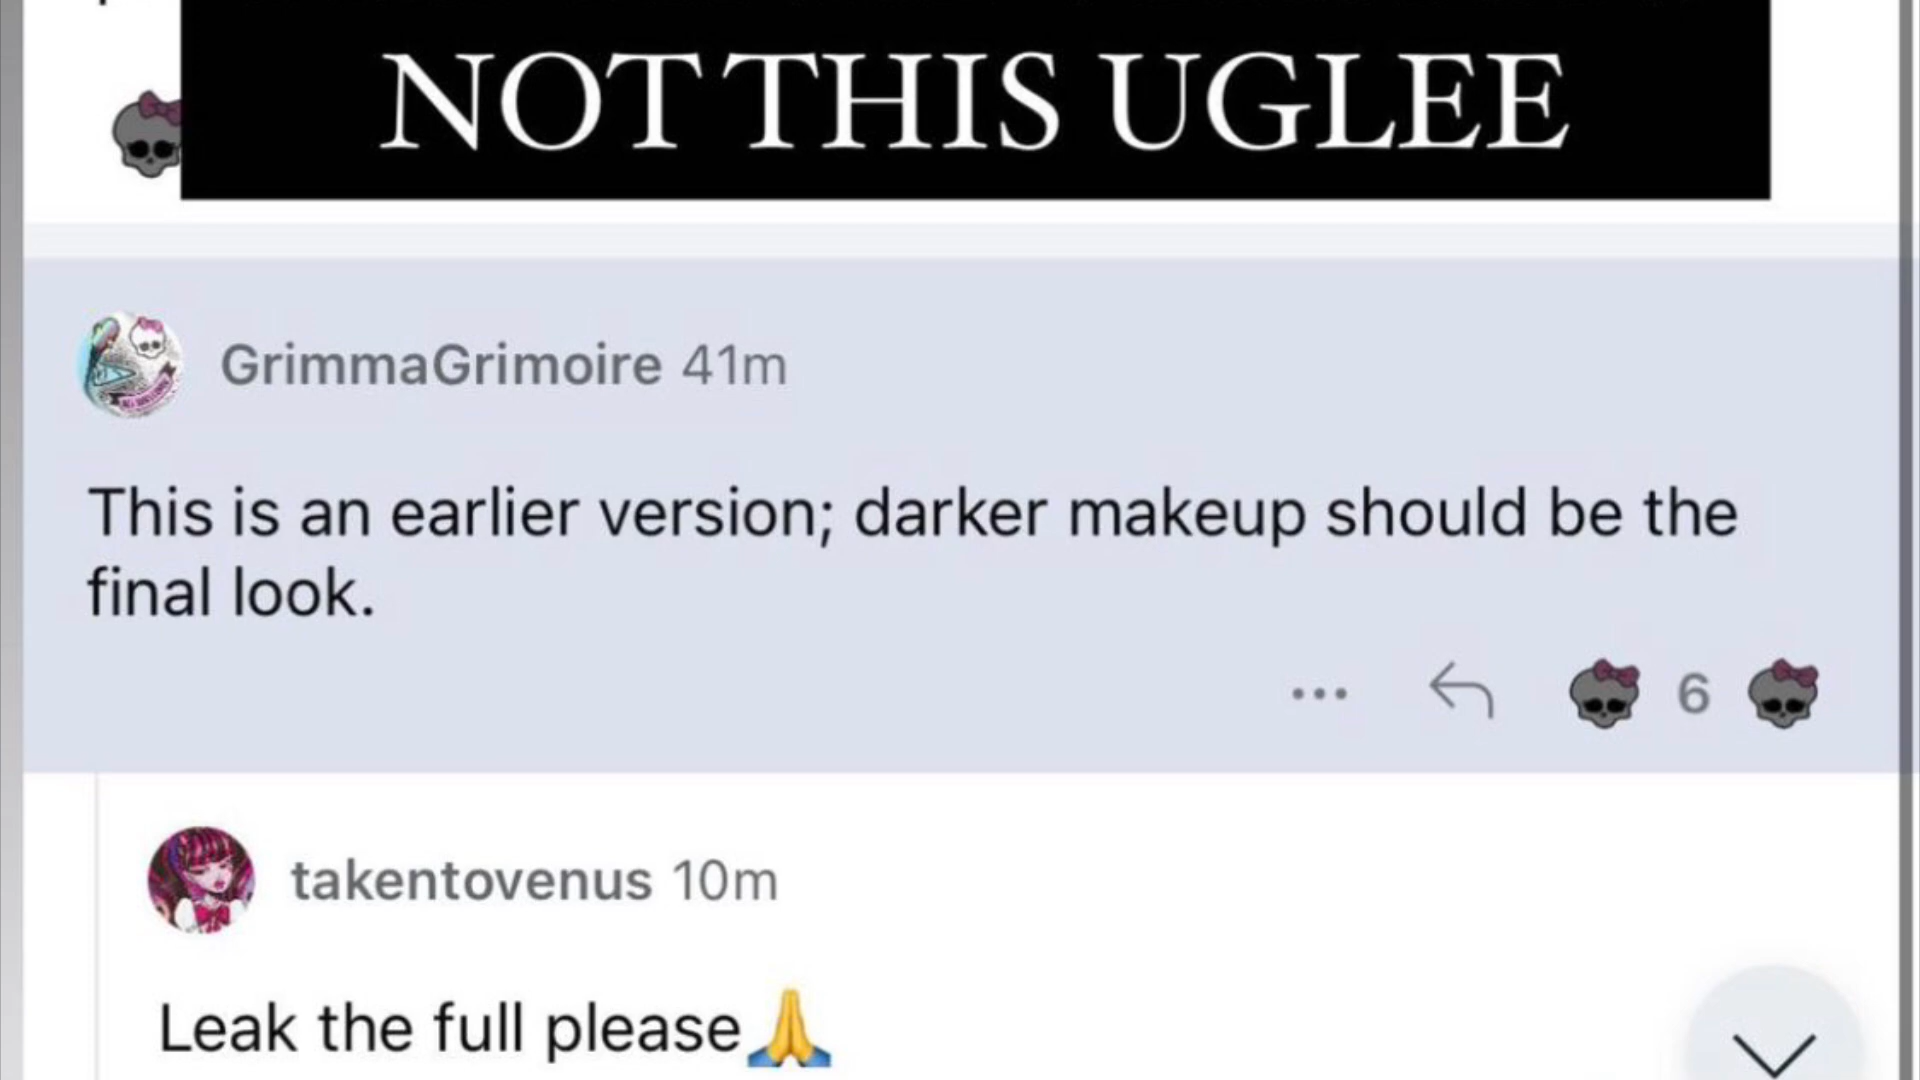 NOT THIS UGLEE
GrimmaGrimoire 41m
This is an earlier version; darker makeup should be the
final look.
6
takentovenus 10m
Leak the full please🙏